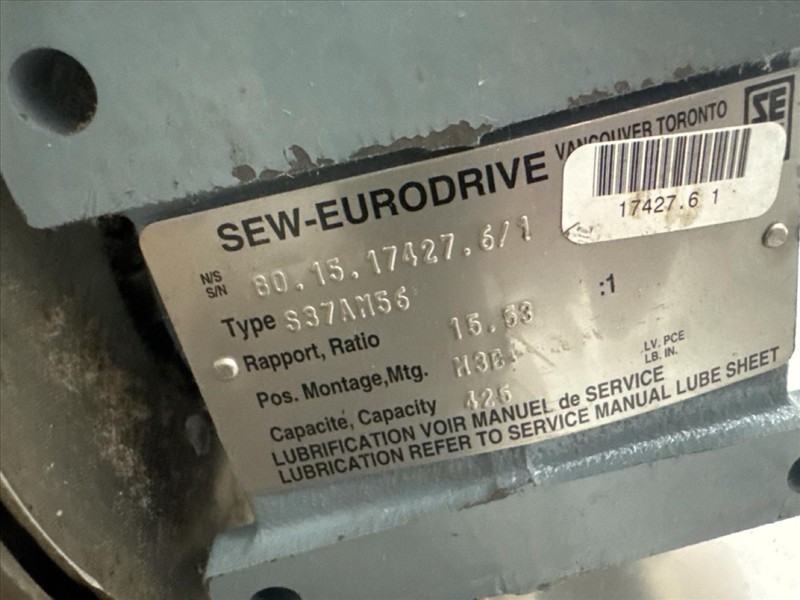 SEW-EURODRIVE VANCOUVER TORONTO SE
17427.6 1
N/S
S/N 80.15.17427.6/1
Type S37AM56
Rapport, Ratio 15.53 :1
Pos. Montage,Mtg.
Capacité, Capacity 425 LV. PCE
LB. IN.
LUBRIFICATION VOIR MANUEL de SERVICE
LUBRICATION REFER TO SERVICE MANUAL LUBE SHEET